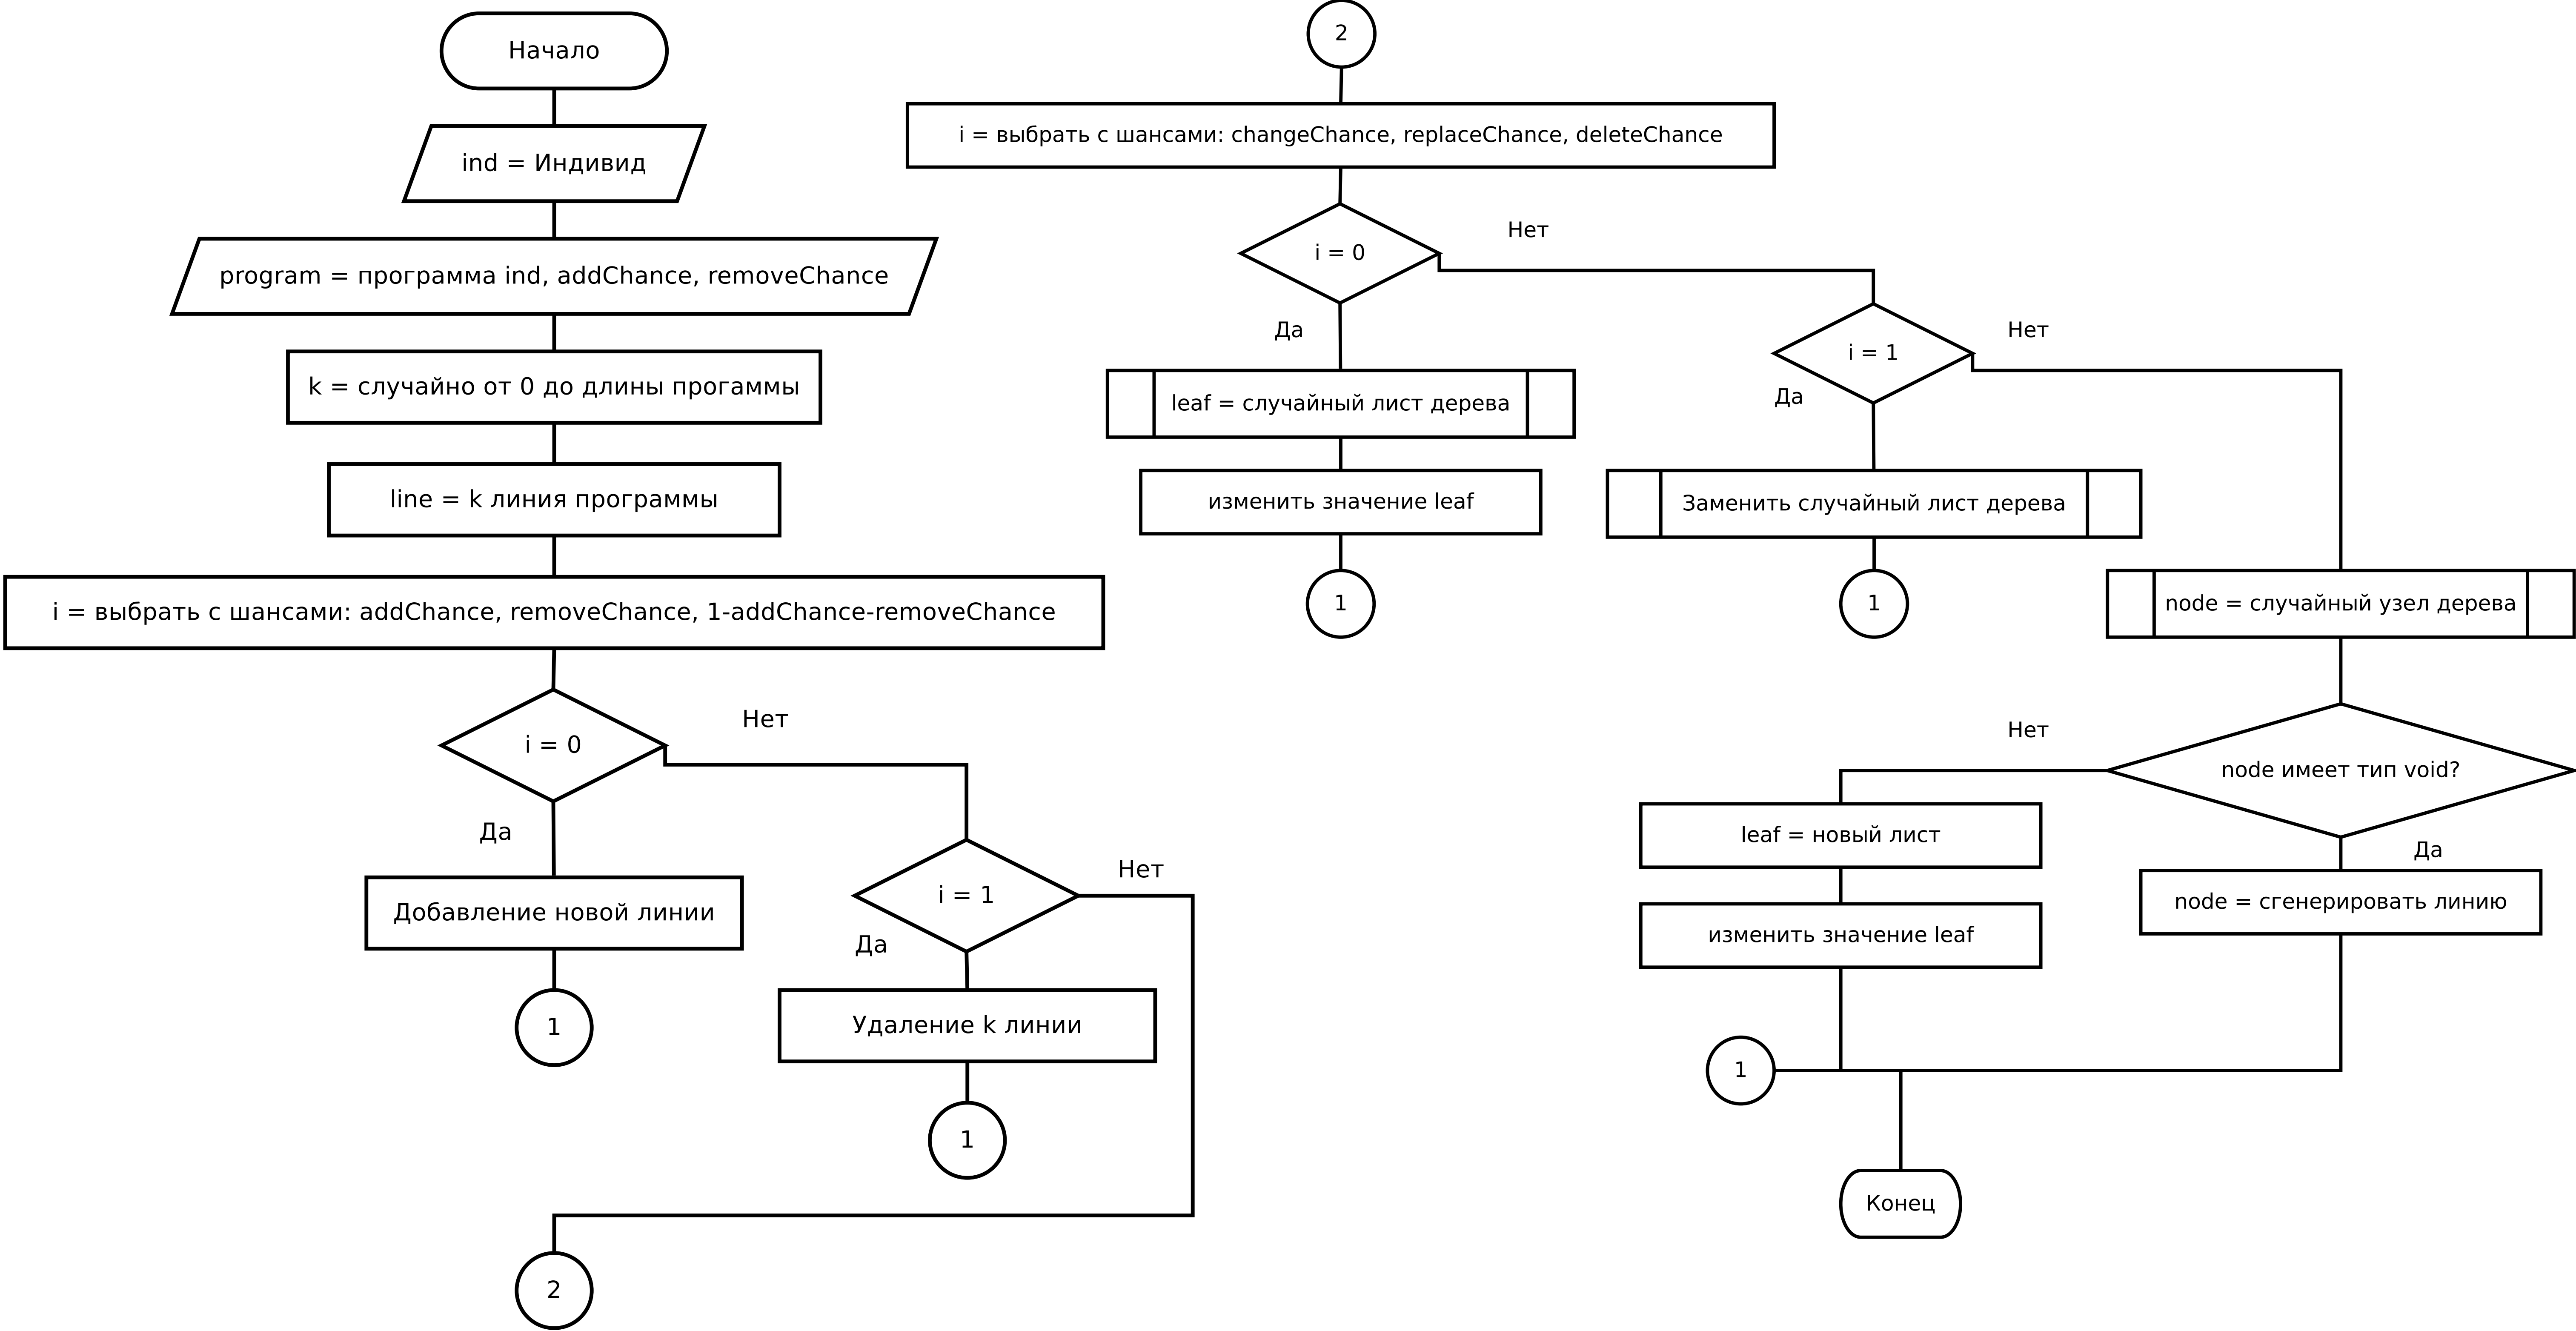 Начало
ind = Индивид
program = программа ind, addChance, removeChance
k = случайно от 0 до длины прогаммы
line = k линия программы
i = выбрать с шансами: addChance, removeChance, 1-addChance-removeChance
i = 0
Нет
Да
Добавление новой линии
1
i = 1
Нет
Да
Удаление k линии
1
2
2
i = выбрать с шансами: changeChance, replaceChance, deleteChance
i = 0
Нет
Да
leaf = случайный лист дерева
изменить значение leaf
1
i = 1
Нет
Да
Заменить случайный лист дерева
1
node = случайный узел дерева
node имеет тип void?
Нет
Да
leaf = новый лист
изменить значение leaf
node = сгенерировать линию
1
Конец